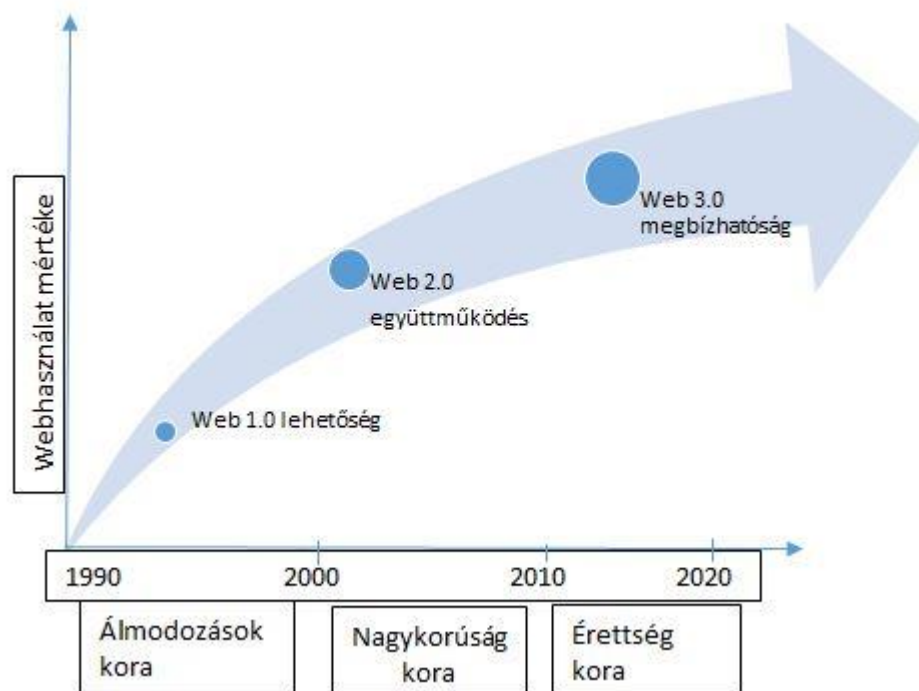 Webhasználat mértéke
Web 3.0
megbízhatóság
Web 2.0
együttműködés
Web 1.0 lehetőség
1990 2000 2010 2020
Álmodozások
kora
Nagykorúság
kora
Érettség
kora